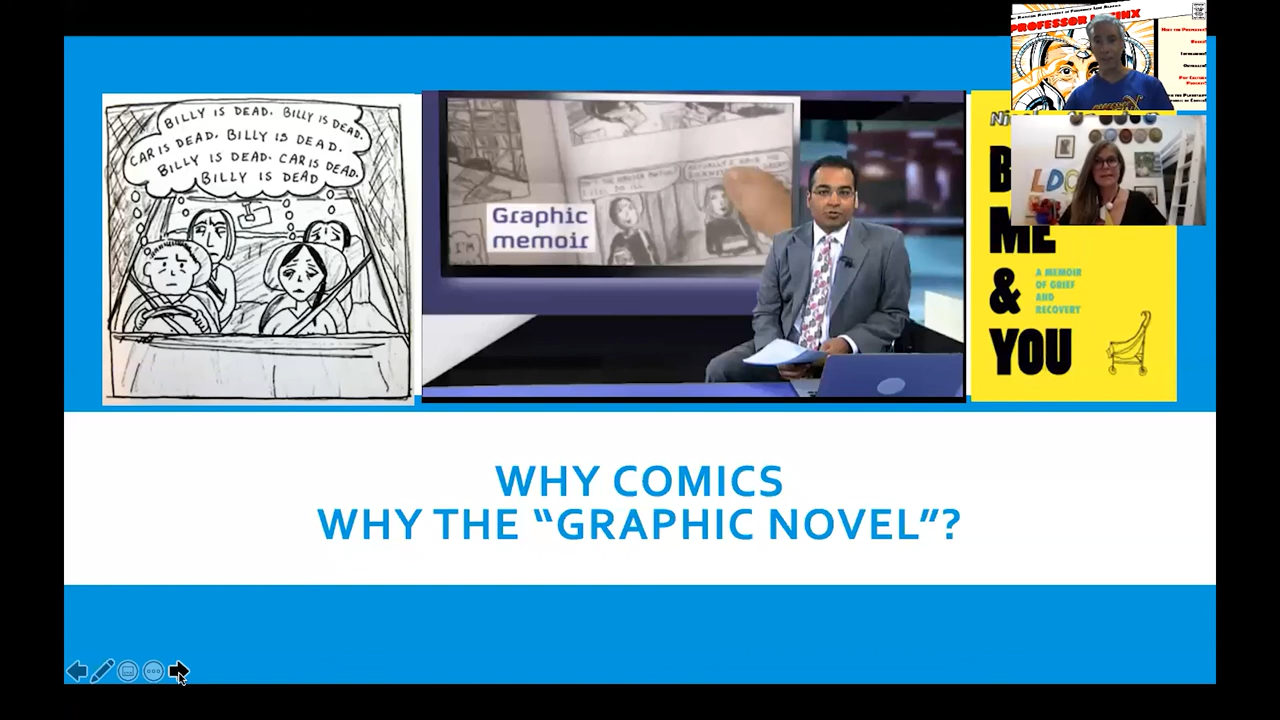 BILLY IS DEAD. BILLY IS DEAD.
CAR IS DEAD. BILLY IS DEAD.
BILLY IS DEAD. CAR IS DEAD.
BILLY IS DEAD
Graphic
memoir
I'M
PROFESSOR
LDC
ME
&
YOU
A MEMOIR
OF GRIEF
AND
RECOVERY
WHY COMICS
WHY THE “GRAPHIC NOVEL”?